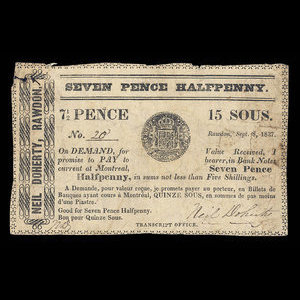 NEIL DOHERTY, RAWDON.
SEVEN PENCE HALFPENNY.
7½ PENCE 15 SOUS.
No. 20 Rawdon, Sept. 8, 1837.
On DEMAND, for Value Received, I
promise to PAY to bearer, in Bank Notes
current at Montreal, Seven Pence
Halfpenny, in sums not less than Five Shillings.
A Demande, pour valeur reçue, je promets payer au porteur, en Billets de
Banques ayant cours à Montréal, QUINZE SOUS, en sommes de pas moins
d'une Piastre.
Good for Seven Pence Halfpenny.
Bon pour Quinze Sous.
Neil Doherty
TRANSCRIPT OFFICE.